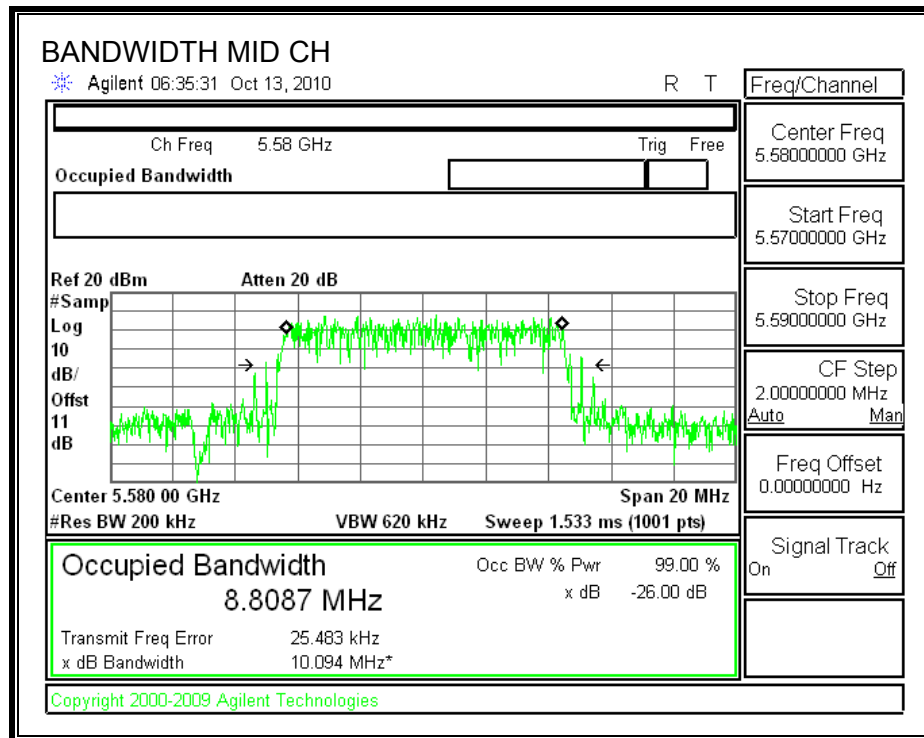 BANDWIDTH MID CH
Agilent 06:35:31 Oct 13, 2010 R T
Ch Freq 5.58 GHz Trig Free
Occupied Bandwidth
Ref 20 dBm Atten 20 dB
#Samp
Log
10
dB/
Offst
11
dB
Center 5.580 00 GHz Span 20 MHz
#Res BW 200 kHz VBW 620 kHz Sweep 1.533 ms (1001 pts)
Occupied Bandwidth Occ BW % Pwr 99.00 %
8.8087 MHz x dB -26.00 dB
Transmit Freq Error 25.483 kHz
x dB Bandwidth 10.094 MHz*
Copyright 2000-2009 Agilent Technologies
Freq/Channel
Center Freq
5.58000000 GHz
Start Freq
5.57000000 GHz
Stop Freq
5.59000000 GHz
CF Step
2.00000000 MHz
Auto Man
Freq Offset
0.00000000 Hz
Signal Track
On Off